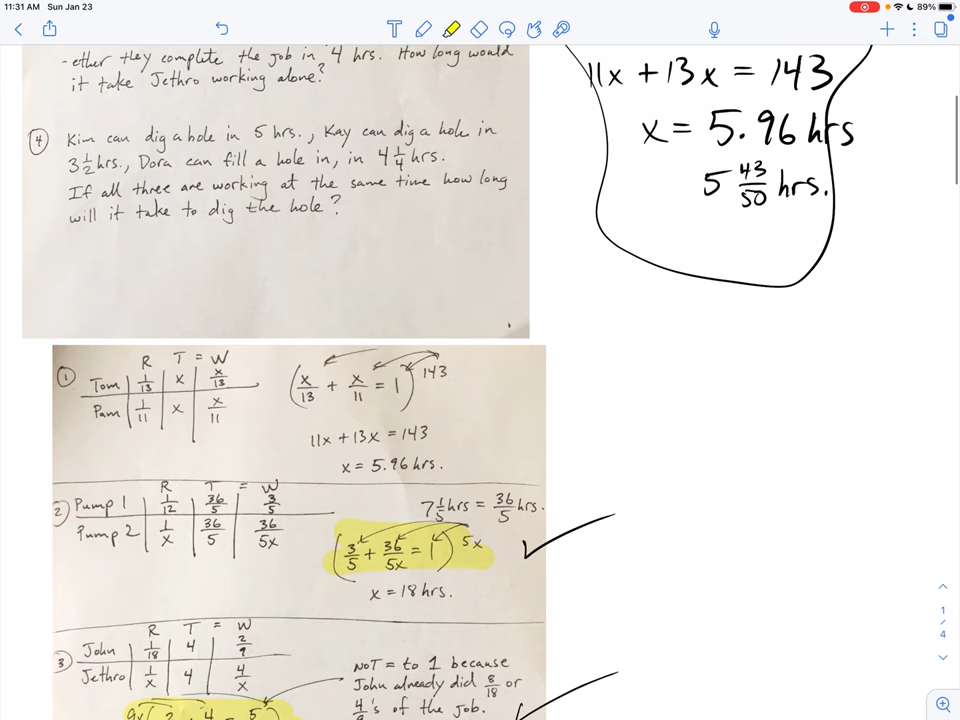 11:31 AM Sun Jan 23
89%
-ether they complete the job in 4 hrs. How long would
it take Jethro working alone?
④ Kim can dig a hole in 5 hrs., Kay can dig a hole in
3 1/2 hrs., Dora can fill a hole in, in 4 1/4 hrs.
If all three are working at the same time how long
will it take to dig the hole?
11x + 13x = 143
x = 5.96 hrs
5 43/50 hrs.
① R T = W
Tom 1/13 x x/13
Pam 1/11 x x/11
(x/13 + x/11 = 1) 143
11x + 13x = 143
x = 5.96 hrs.
② R T = W
Pump 1 1/12 36/5 3/5
Pump 2 1/x 36/5 36/5x
7 1/5 hrs = 36/5 hrs.
(3/5 + 36/5x = 1) 5x
x = 18 hrs.
③ R T = W
John 1/18 4 2/9
Jethro 1/x 4 4/x
NOT = to 1 because
John already did 8/18 or
4/9's of the job.
1
/
4